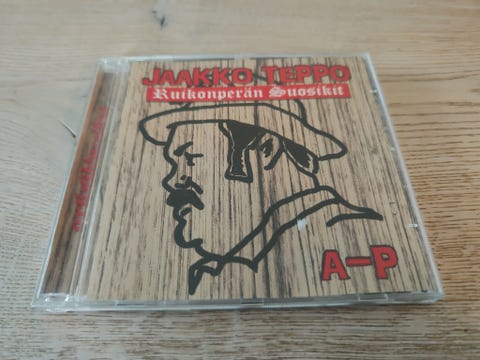 JAAKKO TEPPO
Ruikonperän Suosikit
A-P